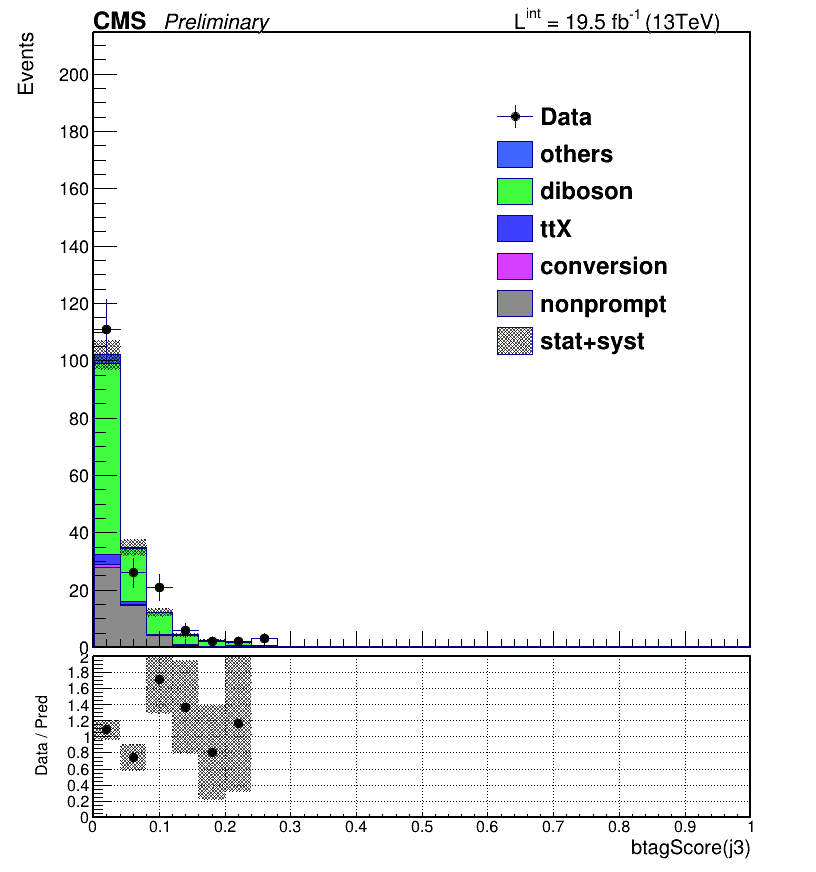 CMS Preliminary L^int = 19.5 fb^-1 (13TeV)
Events
200
180
160
140
120
100
80
60
40
20
0
Data
others
diboson
ttX
conversion
nonprompt
stat+syst
Data / Pred
2
1.8
1.6
1.4
1.2
1
0.8
0.6
0.4
0.2
0
0 0.1 0.2 0.3 0.4 0.5 0.6 0.7 0.8 0.9 1
btagScore(j3)